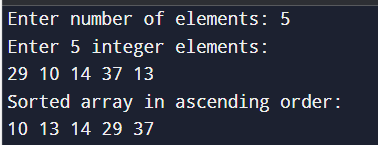 Enter number of elements: 5
Enter 5 integer elements:
29 10 14 37 13
Sorted array in ascending order:
10 13 14 29 37